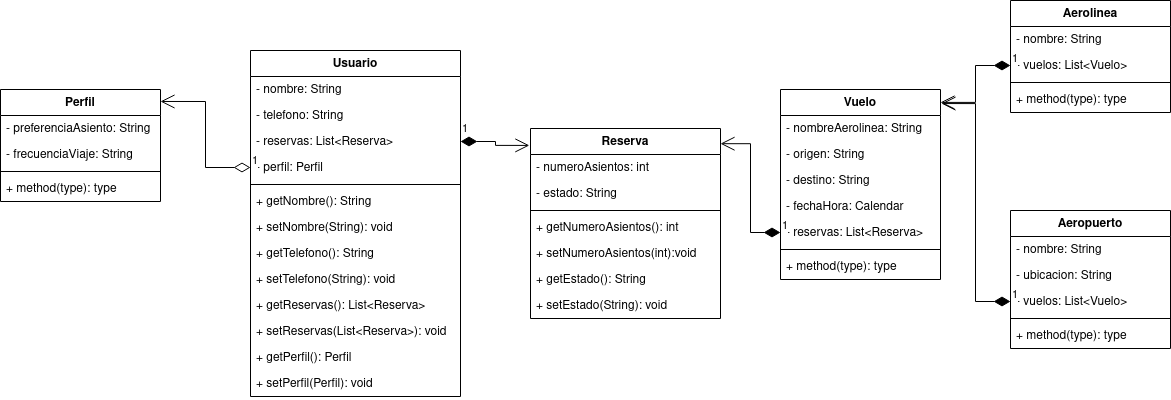 Perfil
- preferenciaAsiento: String
- frecuenciaViaje: String
+ method(type): type
Usuario
- nombre: String
- telefono: String
- reservas: List<Reserva>
1
- perfil: Perfil
+ getNombre(): String
+ setNombre(String): void
+ getTelefono(): String
+ setTelefono(String): void
+ getReservas(): List<Reserva>
+ setReservas(List<Reserva>): void
+ getPerfil(): Perfil
+ setPerfil(Perfil): void
1
Reserva
- numeroAsientos: int
- estado: String
+ getNumeroAsientos(): int
+ setNumeroAsientos(int):void
+ getEstado(): String
+ setEstado(String): void
Vuelo
- nombreAerolinea: String
- origen: String
- destino: String
- fechaHora: Calendar
1
- reservas: List<Reserva>
+ method(type): type
Aerolinea
- nombre: String
1
- vuelos: List<Vuelo>
+ method(type): type
Aeropuerto
- nombre: String
- ubicacion: String
1
- vuelos: List<Vuelo>
+ method(type): type